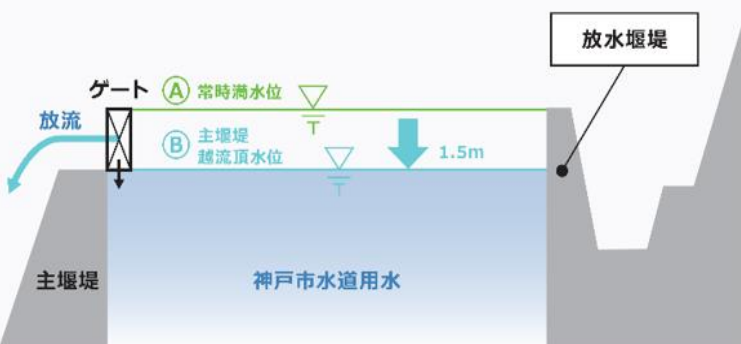 放水堰堤
ゲート
Ⓐ 常時満水位
放流
Ⓑ 主堰堤
越流頂水位
1.5m
主堰堤
神戸市水道用水